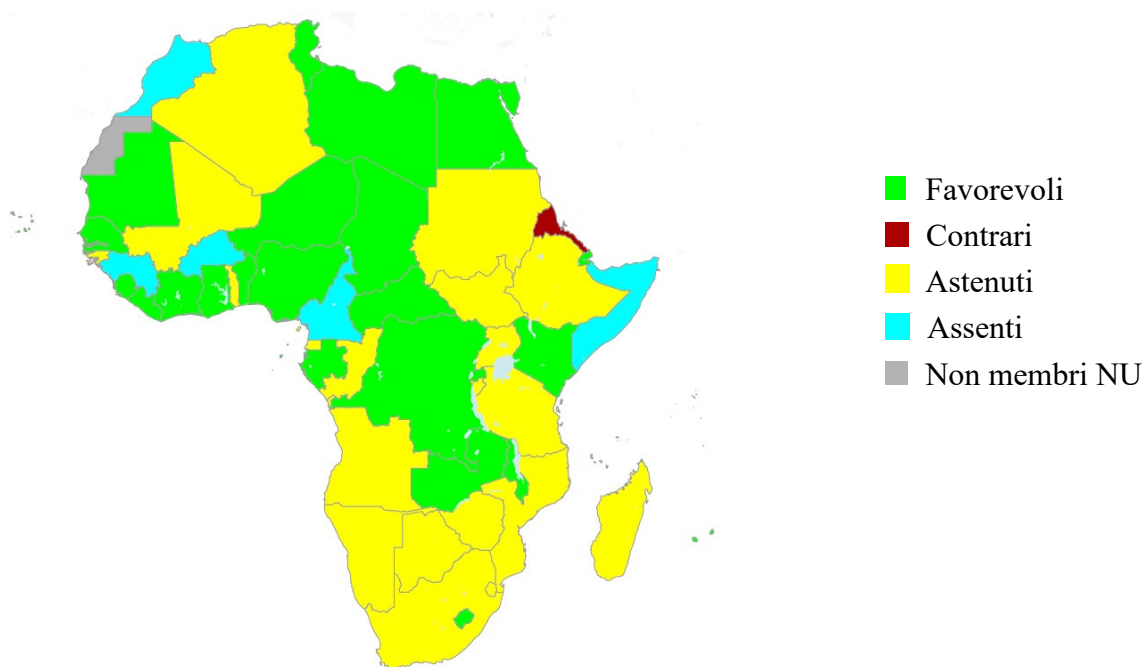 Favorevoli
Contrari
Astenuti
Assenti
Non membri NU